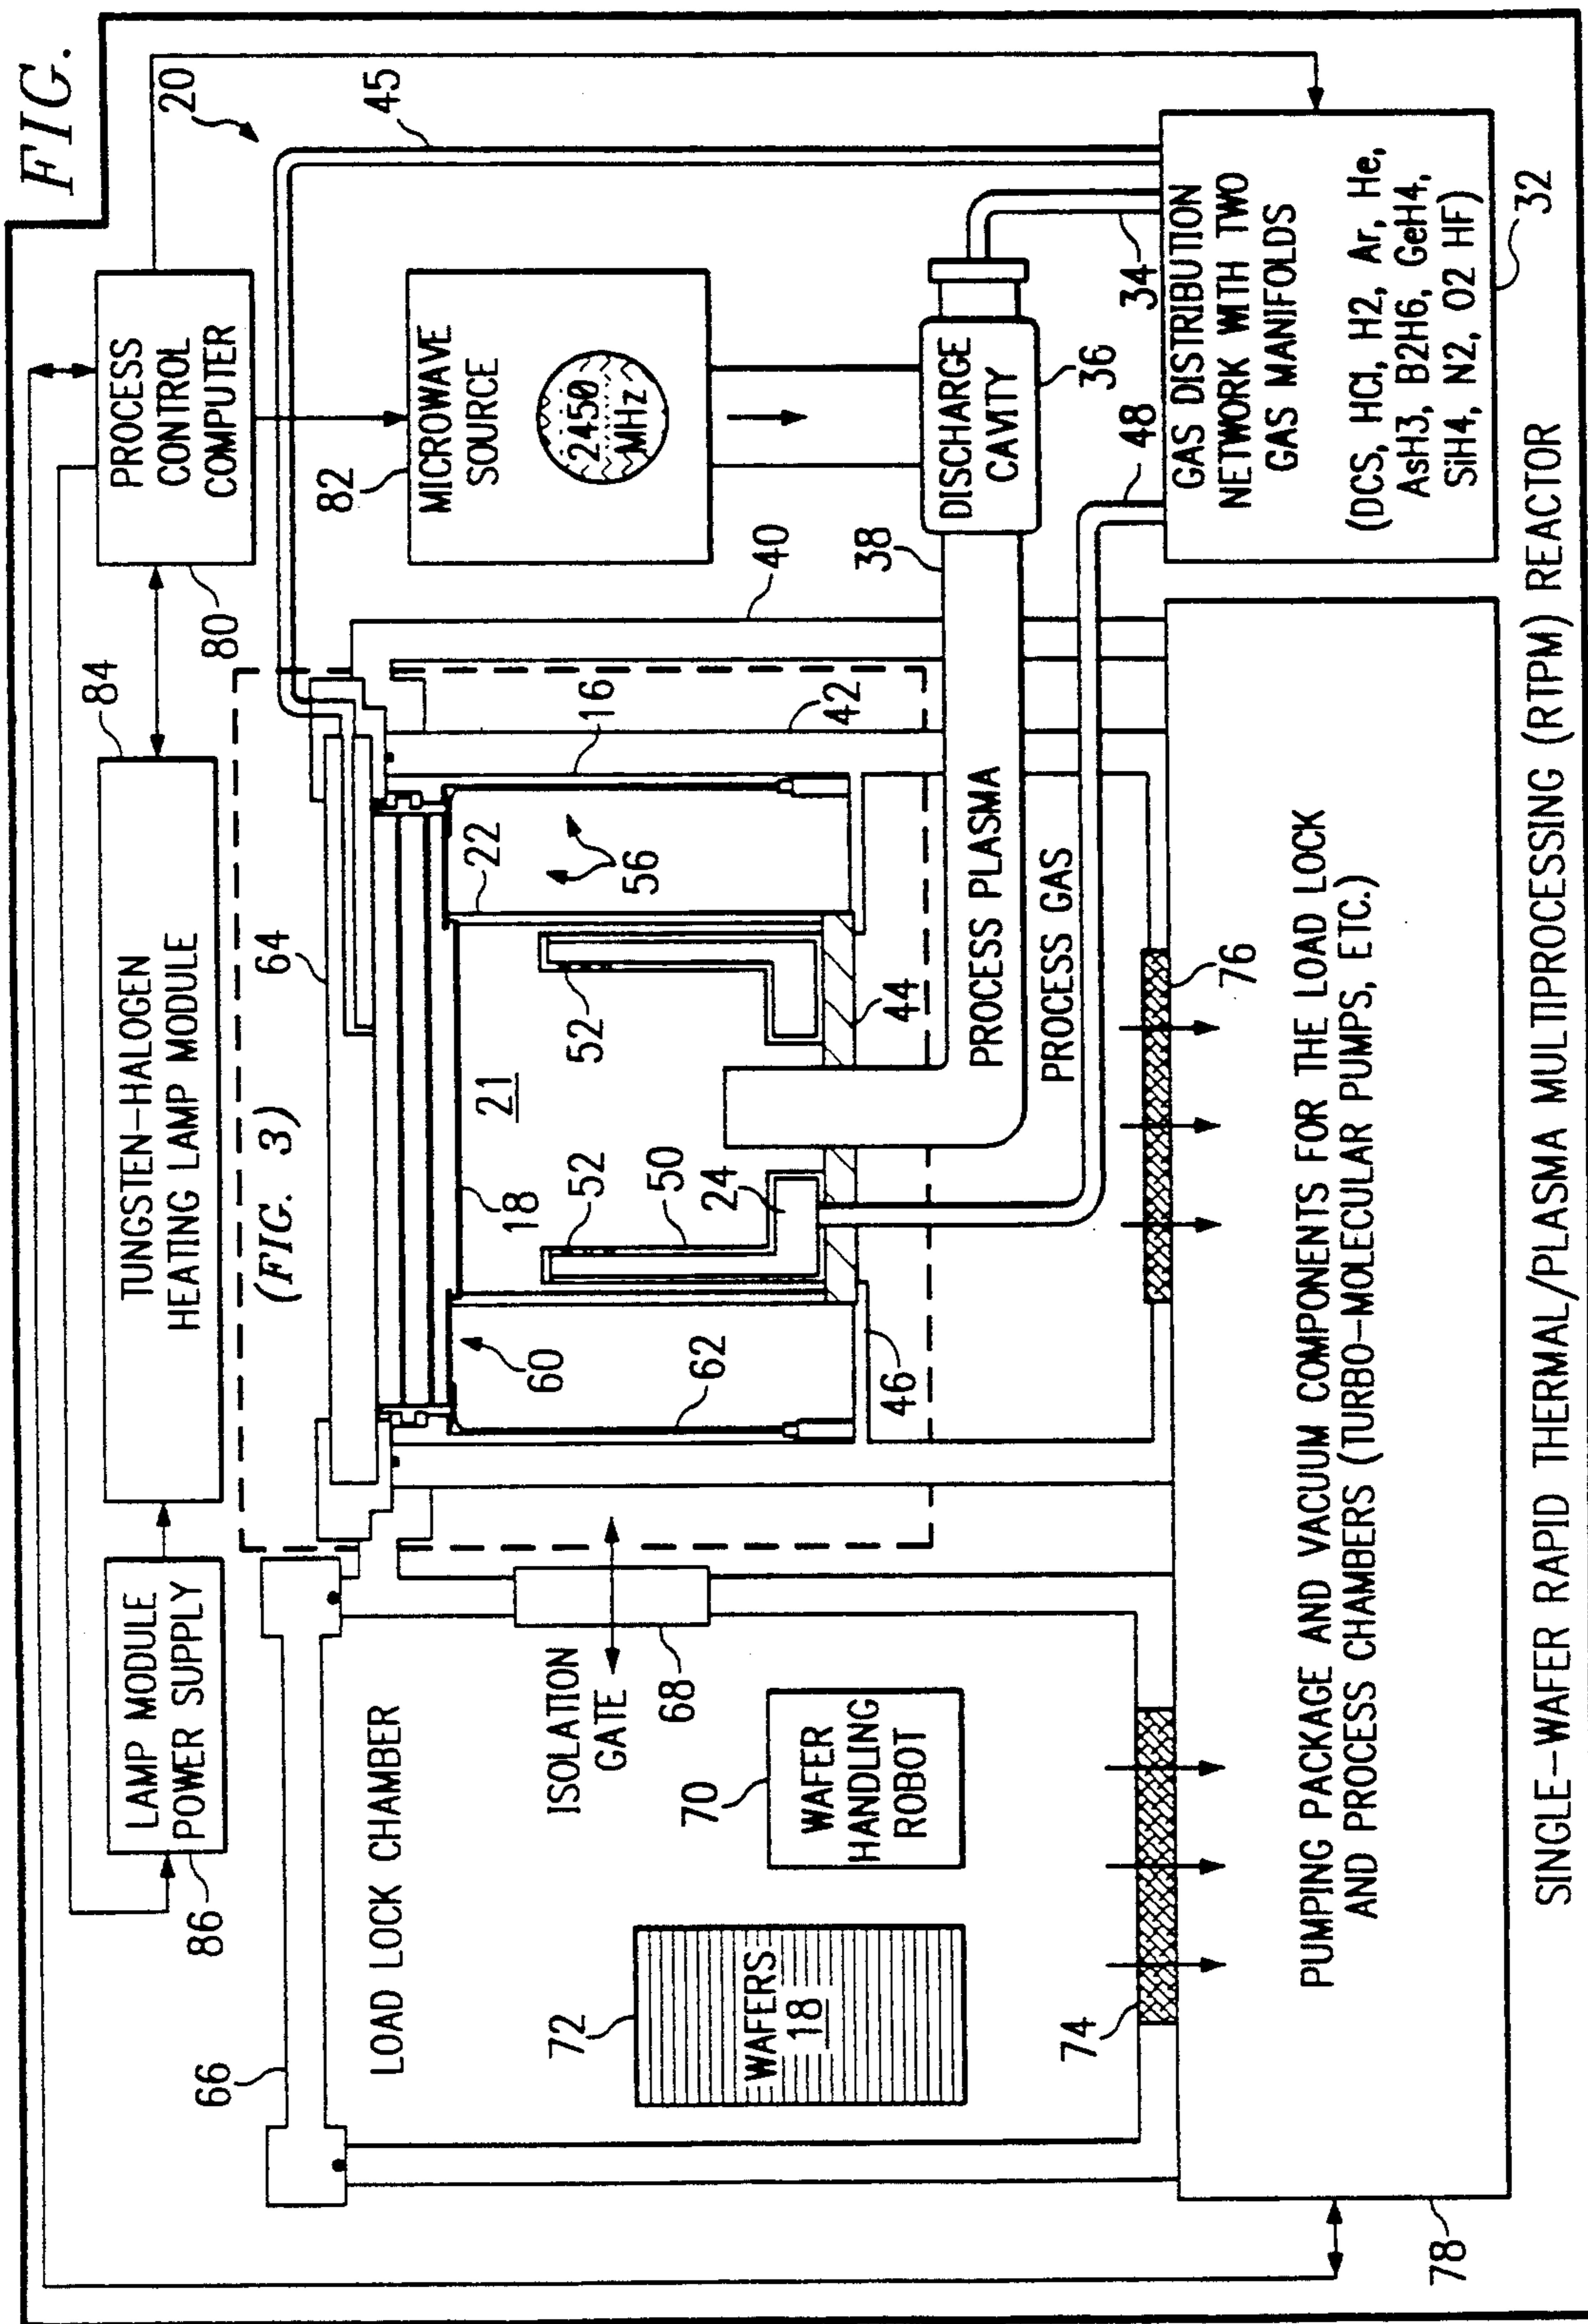 FIG.
20
45
PROCESS
CONTROL
COMPUTER
80
84
TUNGSTEN-HALOGEN
HEATING LAMP MODULE
LAMP MODULE
POWER SUPPLY
86
MICROWAVE
SOURCE
82
2450
MHz
(FIG. 3)
64
66
LOAD LOCK CHAMBER
ISOLATION
GATE
68
70
WAFER
HANDLING
ROBOT
72
WAFERS
18
74
60
62
46
18
21
52
50
24
52
44
22
56
16
42
40
38
DISCHARGE
CAVITY
36
34
48
PROCESS PLASMA
PROCESS GAS
76
GAS DISTRIBUTION
NETWORK WITH TWO
GAS MANIFOLDS
(DCS, HCl, H2, Ar, He,
AsH3, B2H6, GeH4,
SiH4, N2, O2 HF)
32
PUMPING PACKAGE AND VACUUM COMPONENTS FOR THE LOAD LOCK
AND PROCESS CHAMBERS (TURBO-MOLECULAR PUMPS, ETC.)
78
SINGLE-WAFER RAPID THERMAL/PLASMA MULTIPROCESSING (RTPM) REACTOR